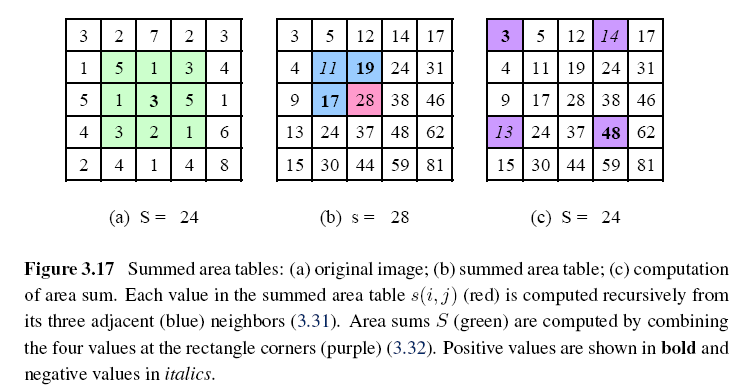 3 2 7 2 3 3 5 12 14 17 3 5 12 14 17
1 5 1 3 4 4 11 19 24 31 4 11 19 24 31
5 1 3 5 1 9 17 28 38 46 9 17 28 38 46
4 3 2 1 6 13 24 37 48 62 13 24 37 48 62
2 4 1 4 8 15 30 44 59 81 15 30 44 59 81
(a) S = 24 (b) s = 28 (c) S = 24
Figure 3.17 Summed area tables: (a) original image; (b) summed area table; (c) computation
of area sum. Each value in the summed area table s(i, j) (red) is computed recursively from
its three adjacent (blue) neighbors (3.31). Area sums S (green) are computed by combining
the four values at the rectangle corners (purple) (3.32). Positive values are shown in bold and
negative values in italics.